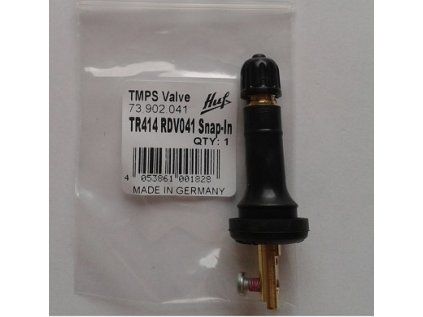 TMPS Valve
73 902 041 Huf
TR414 RDV041 Snap-In
QTY: 1
4 053861 001828
MADE IN GERMANY